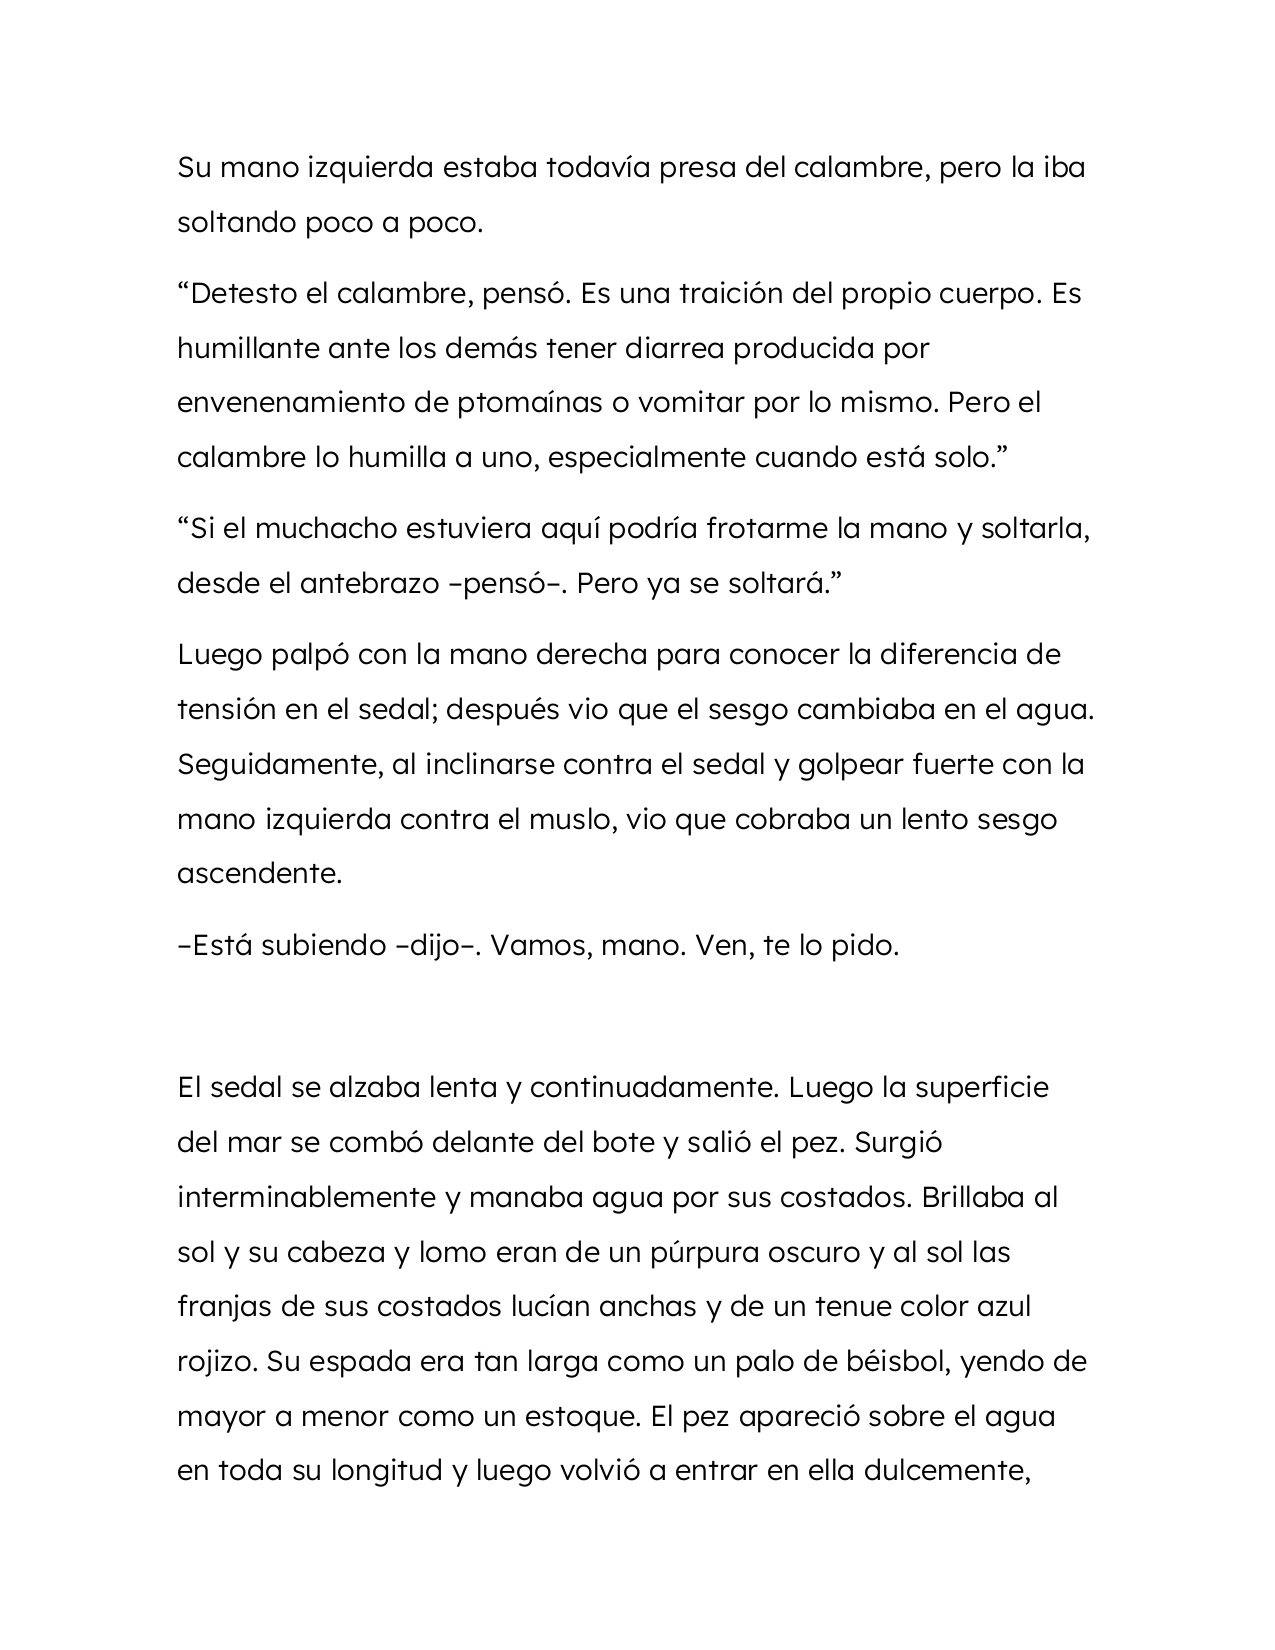 Su mano izquierda estaba todavía presa del calambre, pero la iba
soltando poco a poco.
“Detesto el calambre, pensó. Es una traición del propio cuerpo. Es
humillante ante los demás tener diarrea producida por
envenenamiento de ptomaínas o vomitar por lo mismo. Pero el
calambre lo humilla a uno, especialmente cuando está solo.”
“Si el muchacho estuviera aquí podría frotarme la mano y soltarla,
desde el antebrazo –pensó–. Pero ya se soltará.”
Luego palpó con la mano derecha para conocer la diferencia de
tensión en el sedal; después vio que el sesgo cambiaba en el agua.
Seguidamente, al inclinarse contra el sedal y golpear fuerte con la
mano izquierda contra el muslo, vio que cobraba un lento sesgo
ascendente.
–Está subiendo –dijo–. Vamos, mano. Ven, te lo pido.
El sedal se alzaba lenta y continuadamente. Luego la superficie
del mar se combó delante del bote y salió el pez. Surgió
interminablemente y manaba agua por sus costados. Brillaba al
sol y su cabeza y lomo eran de un púrpura oscuro y al sol las
franjas de sus costados lucían anchas y de un tenue color azul
rojizo. Su espada era tan larga como un palo de béisbol, yendo de
mayor a menor como un estoque. El pez apareció sobre el agua
en toda su longitud y luego volvió a entrar en ella dulcemente,